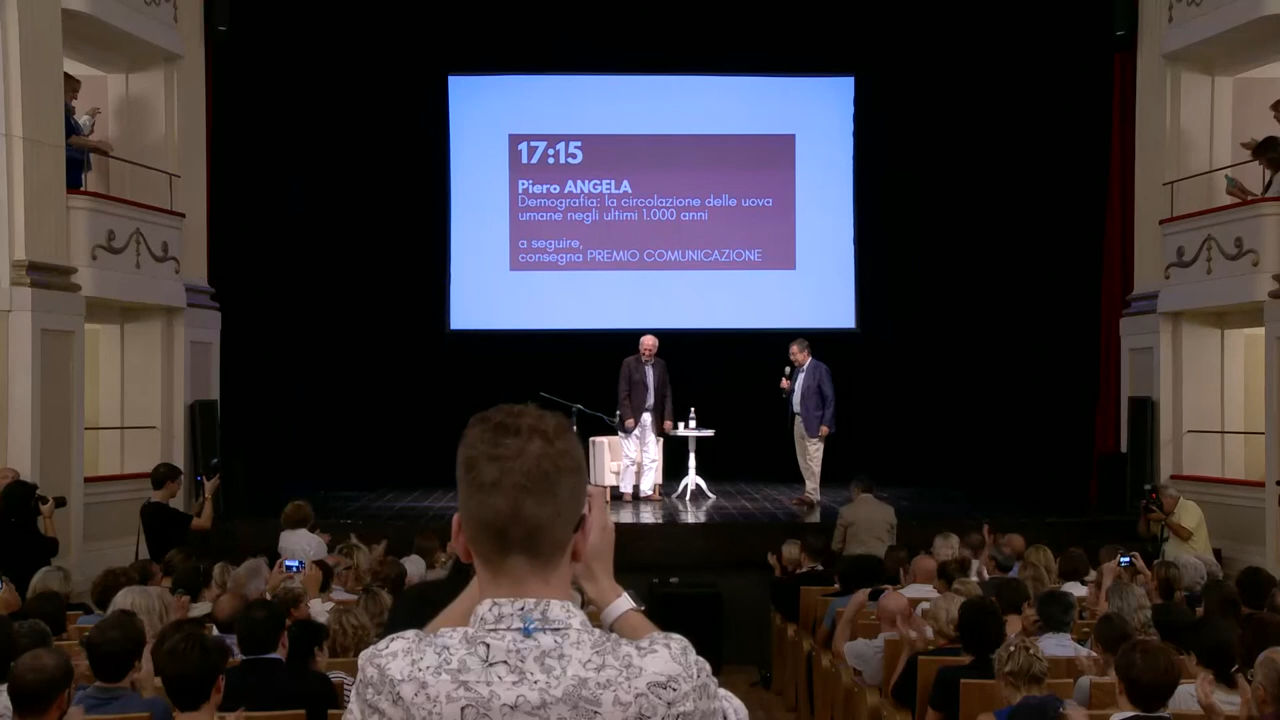 17:15
Piero ANGELA
Demografia: la circolazione delle uova
umane negli ultimi 1.000 anni
a seguire,
consegna PREMIO COMUNICAZIONE